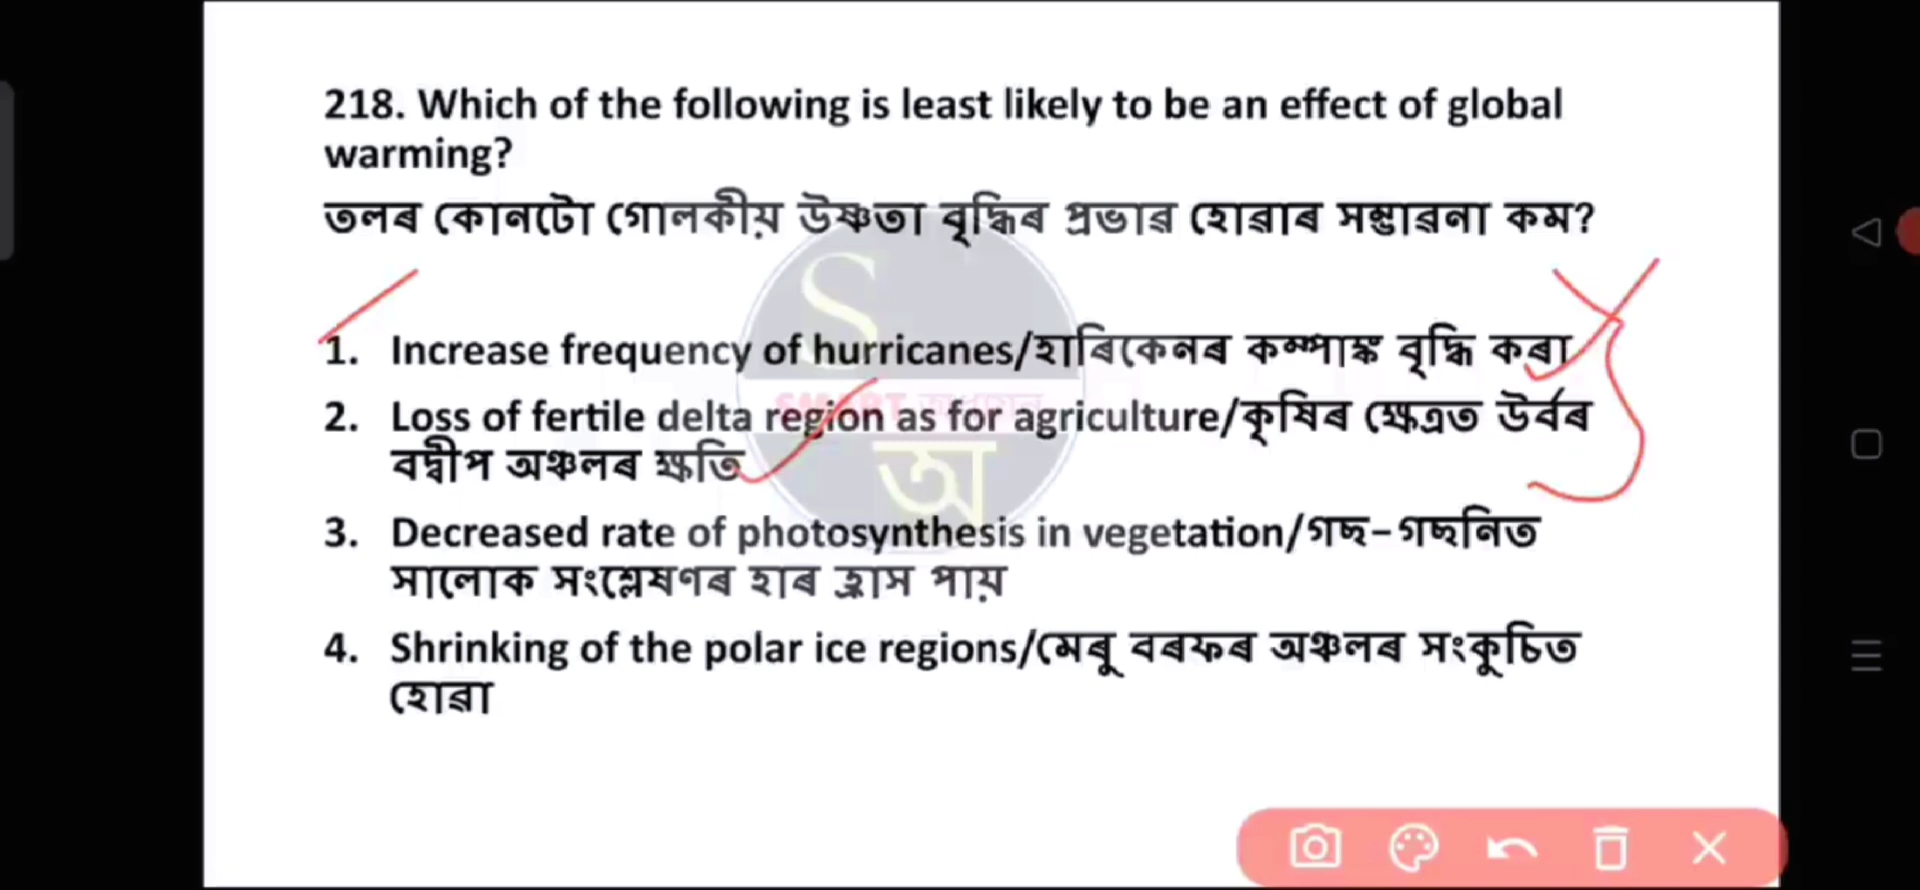 218. Which of the following is least likely to be an effect of global
warming?
তলৰ কোনটো গোলকীয় উষ্ণতা বৃদ্ধিৰ প্ৰভাৱ হোৱাৰ সম্ভাৱনা কম?
1. Increase frequency of hurricanes/হাৰিকেনৰ কম্পাঙ্ক বৃদ্ধি কৰা
2. Loss of fertile delta region as for agriculture/কৃষিৰ ক্ষেত্ৰত উৰ্বৰ
বদ্বীপ অঞ্চলৰ ক্ষতি
3. Decreased rate of photosynthesis in vegetation/গছ-গছনিত
সালোক সংশ্লেষণৰ হাৰ হ্ৰাস পায়
4. Shrinking of the polar ice regions/মেৰু বৰফৰ অঞ্চলৰ সংকুচিত
হোৱা
S
SMART
অ